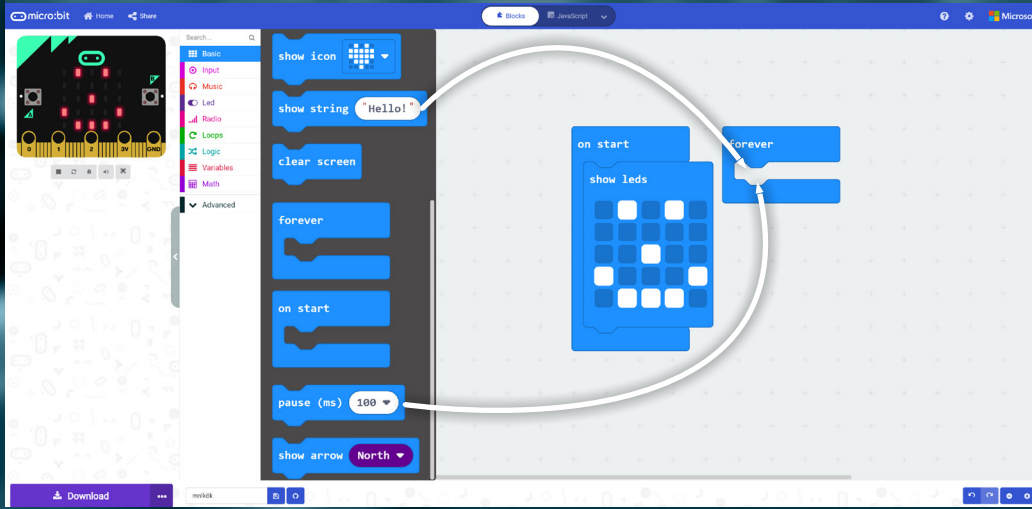 micro:bit Home Share Blocks JavaScript Microso
Search...
Basic
Input
Music
Led
Radio
Loops
Logic
Variables
Math
Advanced
0 1 2 3V GND
show icon
show string "Hello!"
clear screen
forever
on start
pause (ms) 100
show arrow North
on start
show leds
forever
Download ... mnlkók